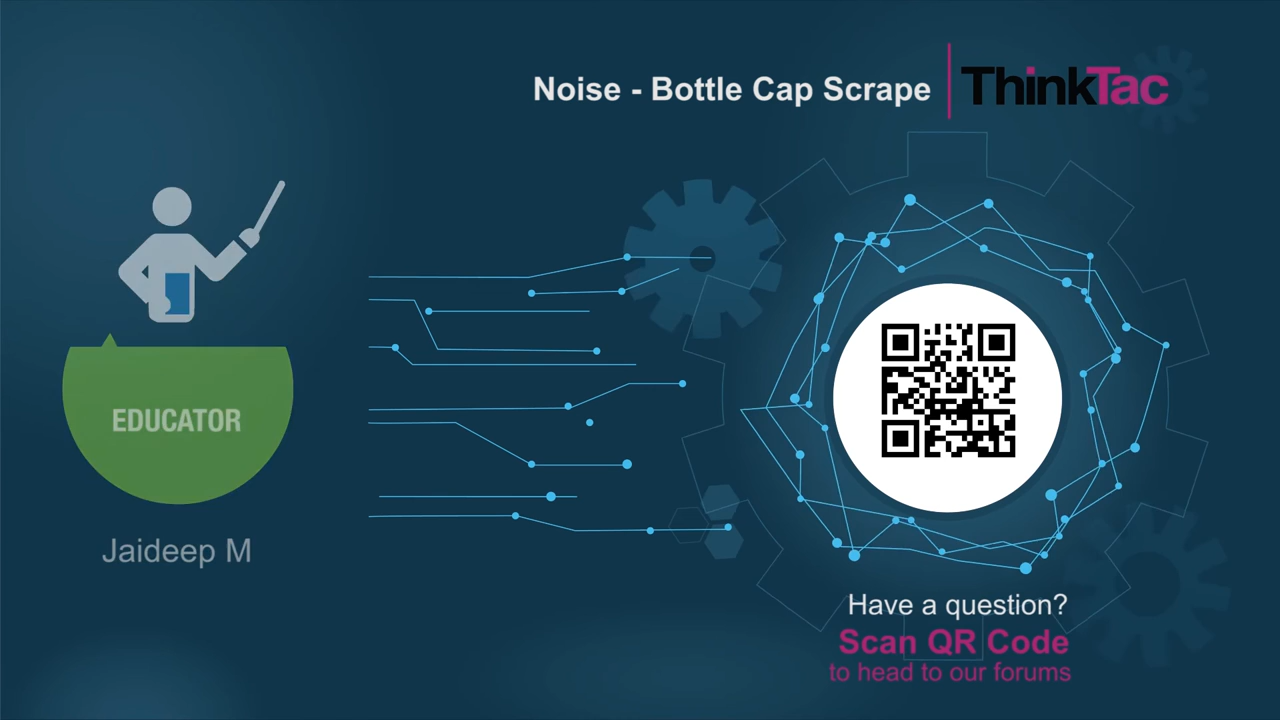 Noise - Bottle Cap Scrape
ThinkTac
EDUCATOR
Jaideep M
Have a question?
Scan QR Code
to head to our forums